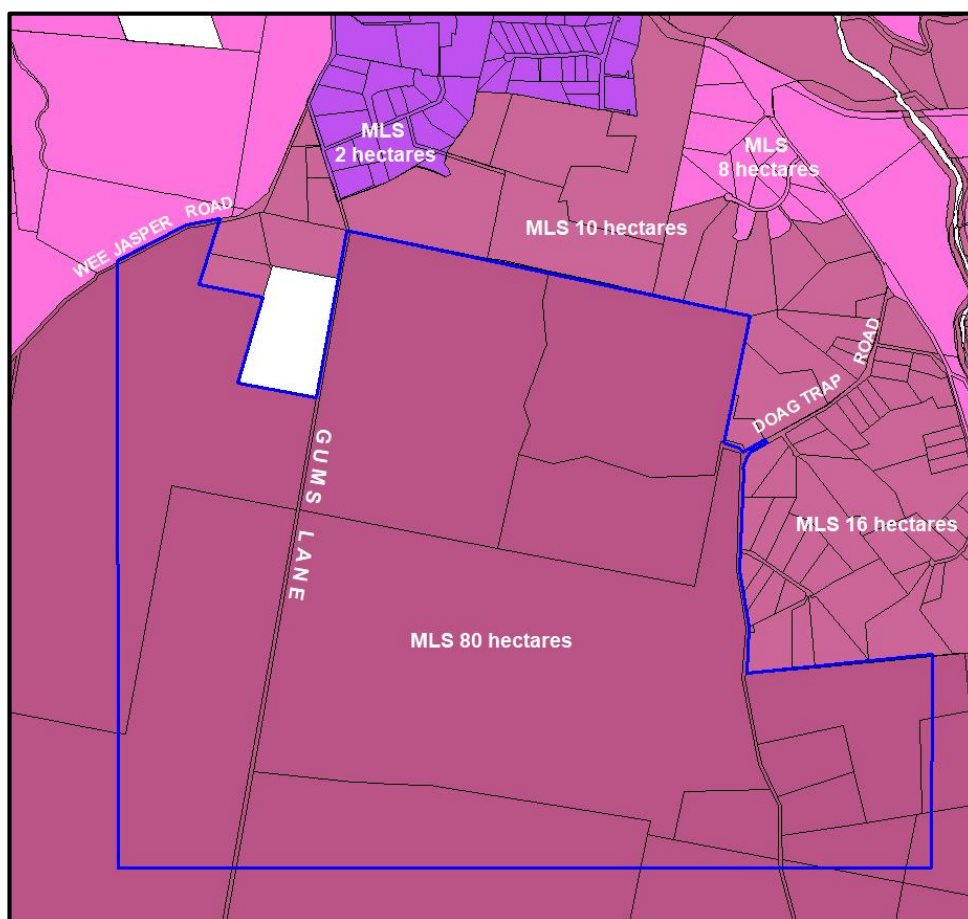 MLS
2 hectares
MLS
8 hectares
WEE JASPER ROAD
MLS 10 hectares
DOAG TRAP ROAD
GUMS LANE
MLS 16 hectares
MLS 80 hectares